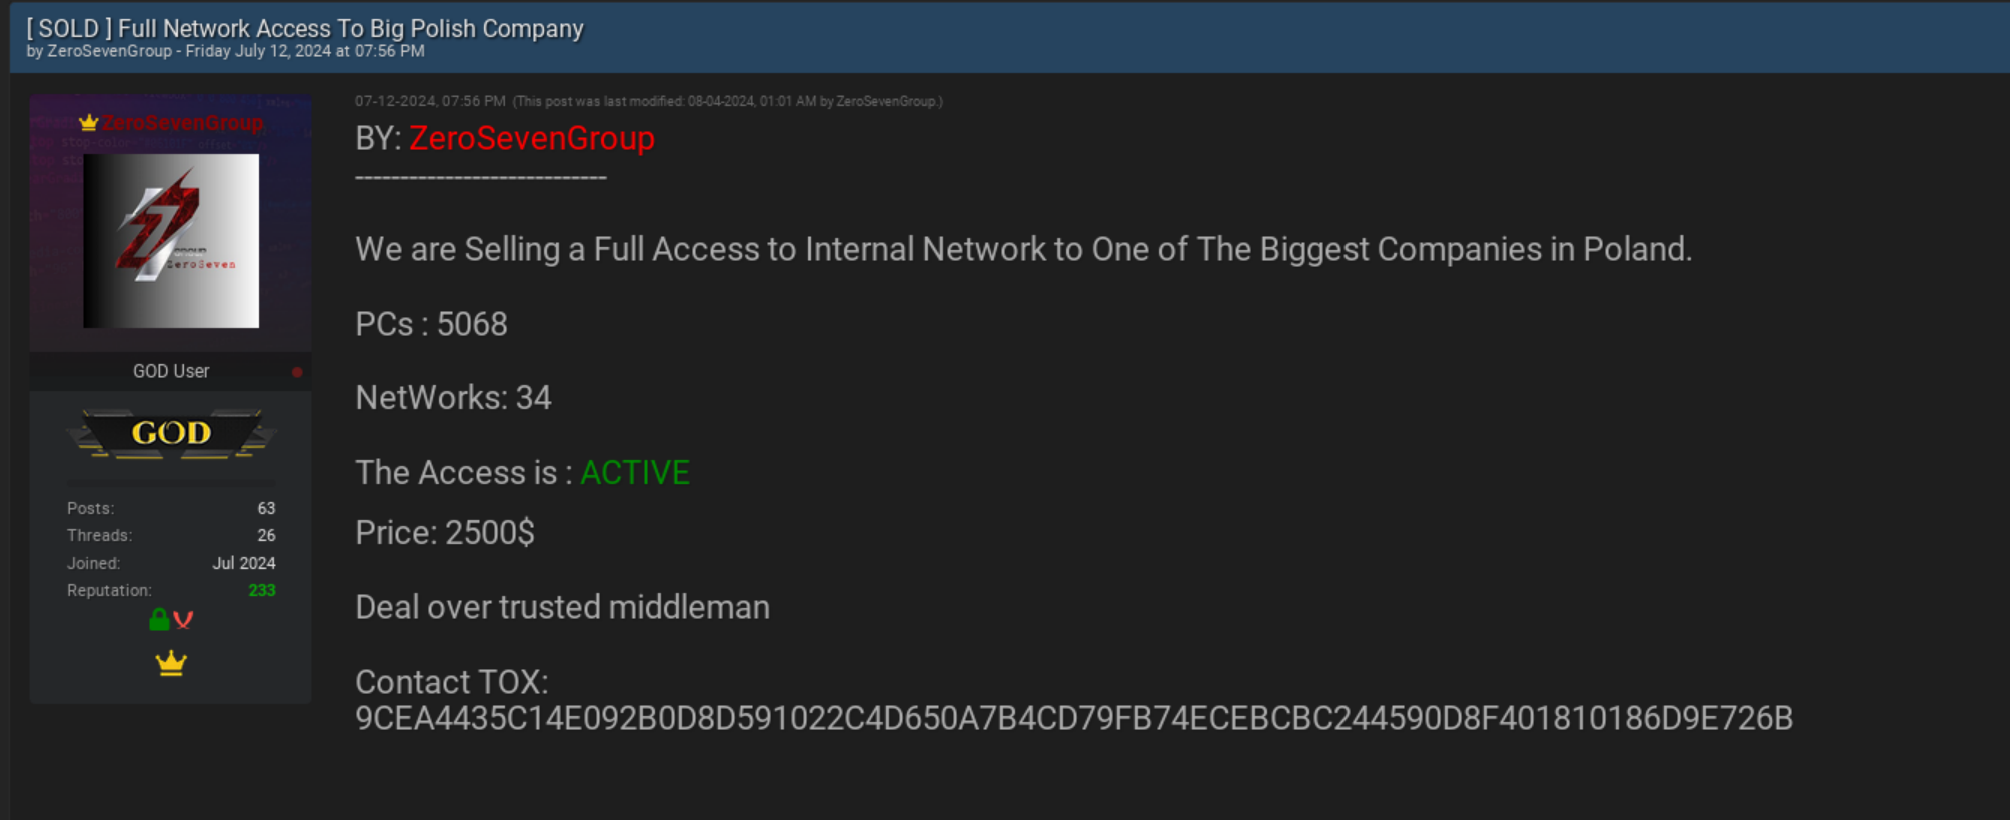 [ SOLD ] Full Network Access To Big Polish Company
by ZeroSevenGroup - Friday July 12, 2024 at 07:56 PM
ZeroSevenGroup
GROUP
ZeroSeven
GOD User
GOD
Posts: 63
Threads: 26
Joined: Jul 2024
Reputation: 233
07-12-2024, 07:56 PM (This post was last modified: 08-04-2024, 01:01 AM by ZeroSevenGroup.)
BY: ZeroSevenGroup
----------------------------
We are Selling a Full Access to Internal Network to One of The Biggest Companies in Poland.
PCs : 5068
NetWorks: 34
The Access is : ACTIVE
Price: 2500$
Deal over trusted middleman
Contact TOX:
9CEA4435C14E092B0D8D591022C4D650A7B4CD79FB74ECEBCBC244590D8F401810186D9E726B